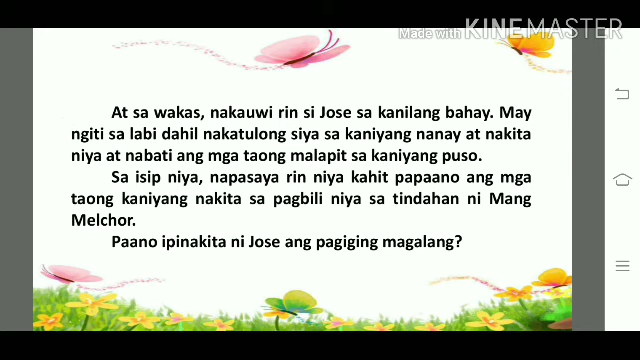 Made with KINEMASTER
At sa wakas, nakauwi rin si Jose sa kanilang bahay. May
ngiti sa labi dahil nakatulong siya sa kaniyang nanay at nakita
niya at nabati ang mga taong malapit sa kaniyang puso.
Sa isip niya, napasaya rin niya kahit papaano ang mga
taong kaniyang nakita sa pagbili niya sa tindahan ni Mang
Melchor.
Paano ipinakita ni Jose ang pagiging magalang?